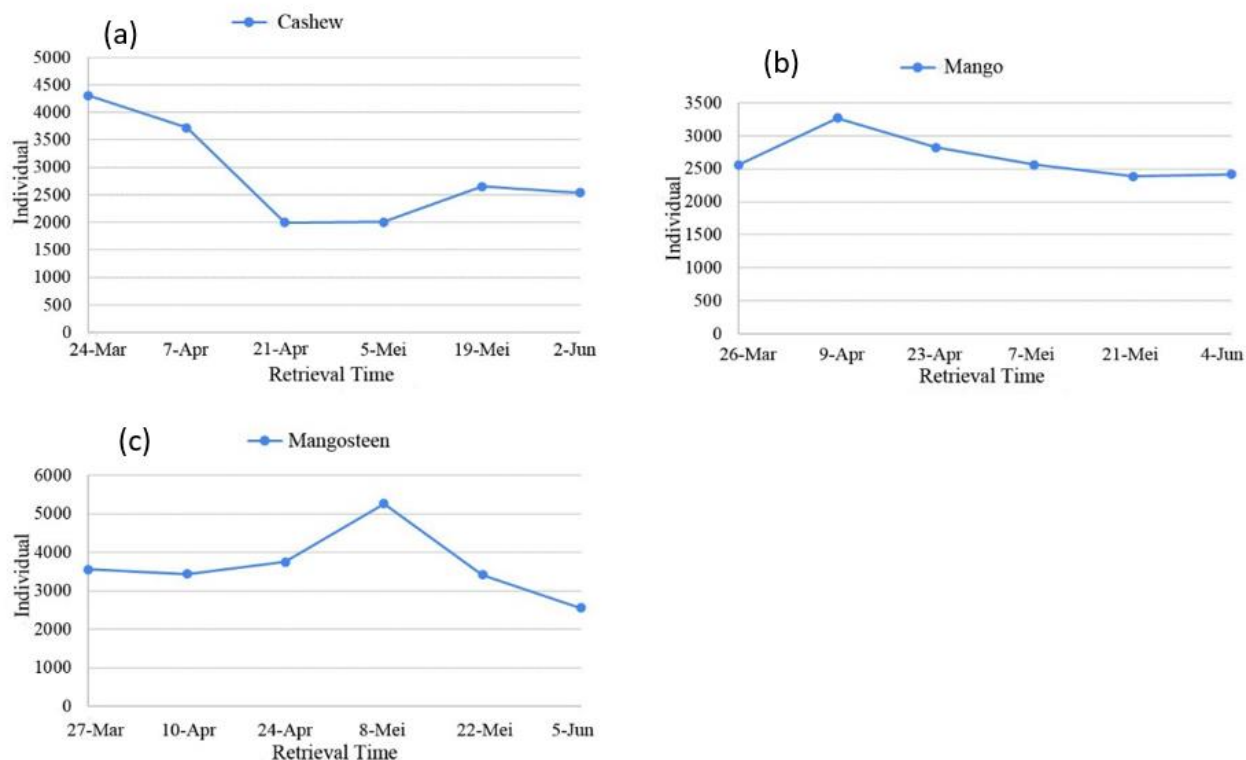 (a)
Cashew
5000
4500
4000
3500
3000
2500
2000
1500
1000
500
0
Individual
24-Mar 7-Apr 21-Apr 5-Mei 19-Mei 2-Jun
Retrieval Time
(b)
Mango
3500
3000
2500
2000
1500
1000
500
0
Individual
26-Mar 9-Apr 23-Apr 7-Mei 21-Mei 4-Jun
Retrieval Time
(c)
Mangosteen
6000
5000
4000
3000
2000
1000
0
Individual
27-Mar 10-Apr 24-Apr 8-Mei 22-Mei 5-Jun
Retrieval Time